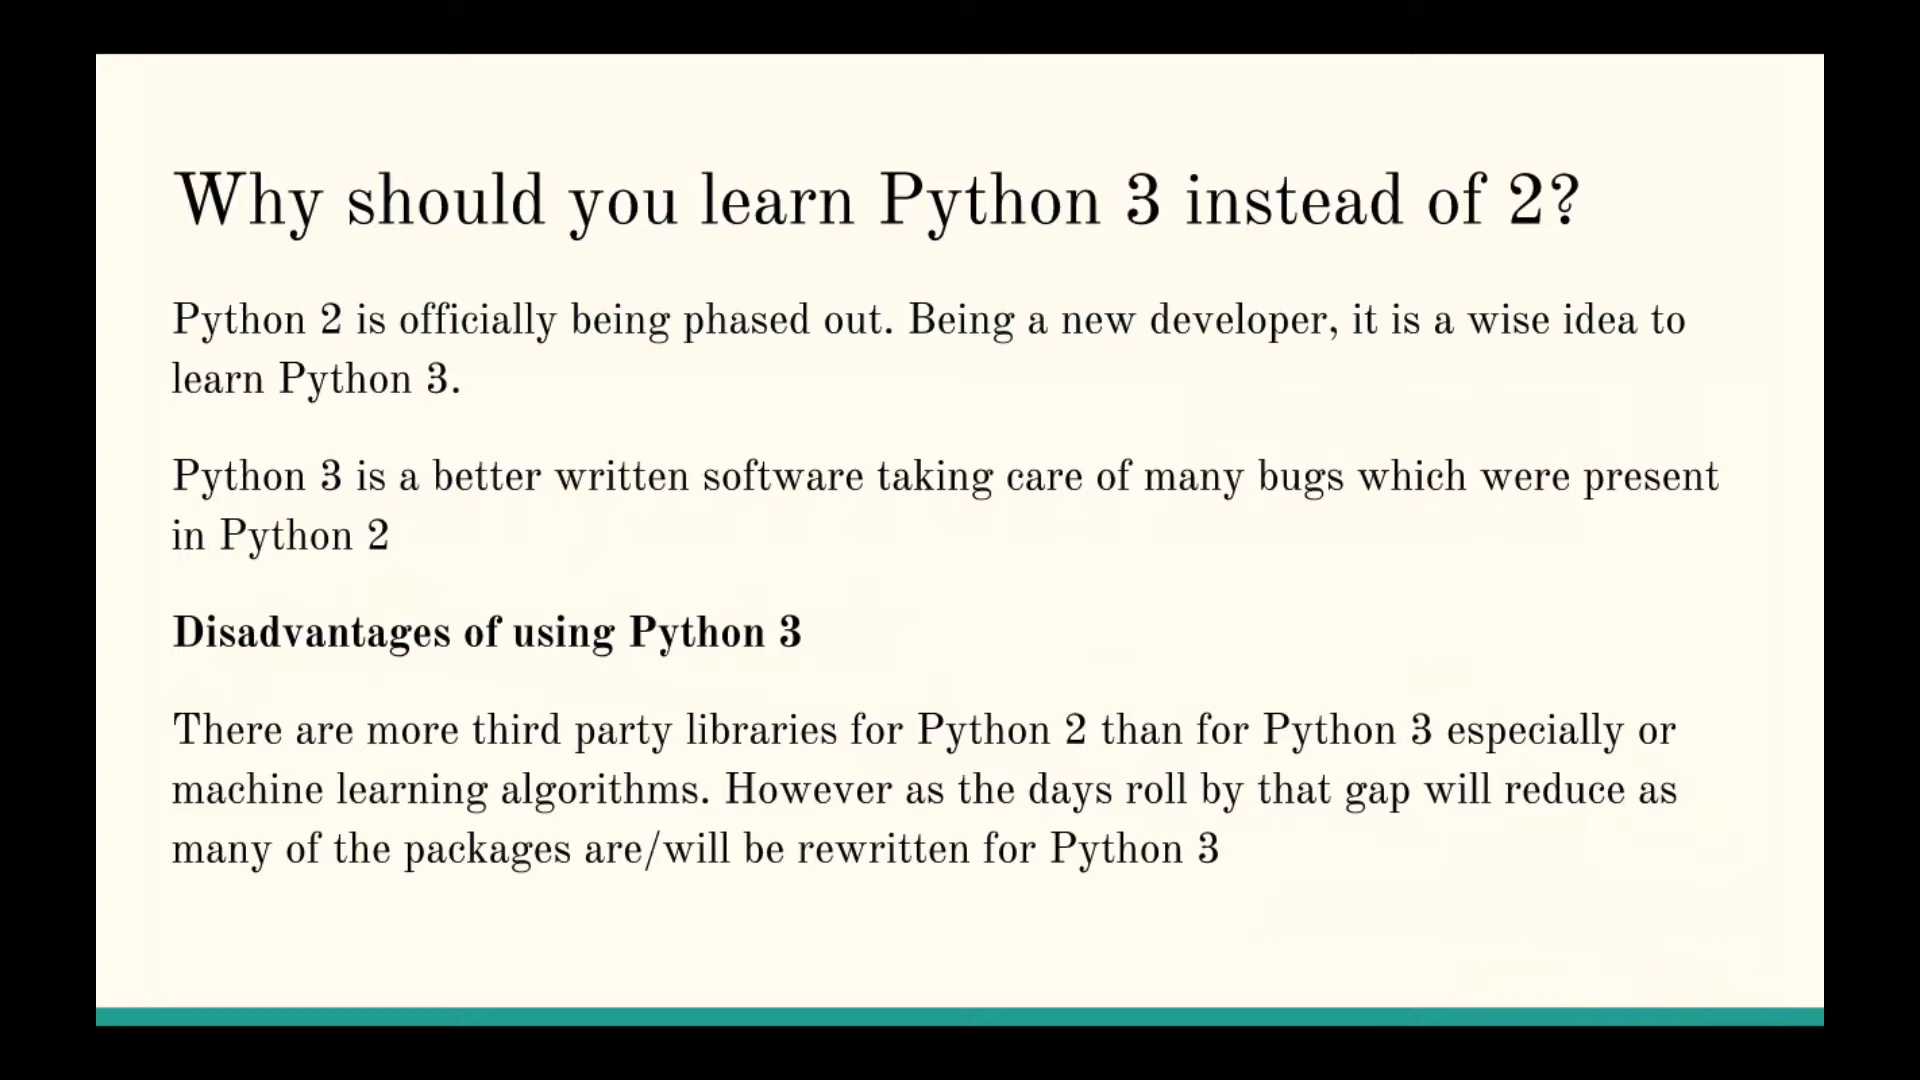 Why should you learn Python 3 instead of 2?
Python 2 is officially being phased out. Being a new developer, it is a wise idea to
learn Python 3.
Python 3 is a better written software taking care of many bugs which were present
in Python 2
Disadvantages of using Python 3
There are more third party libraries for Python 2 than for Python 3 especially or
machine learning algorithms. However as the days roll by that gap will reduce as
many of the packages are/will be rewritten for Python 3